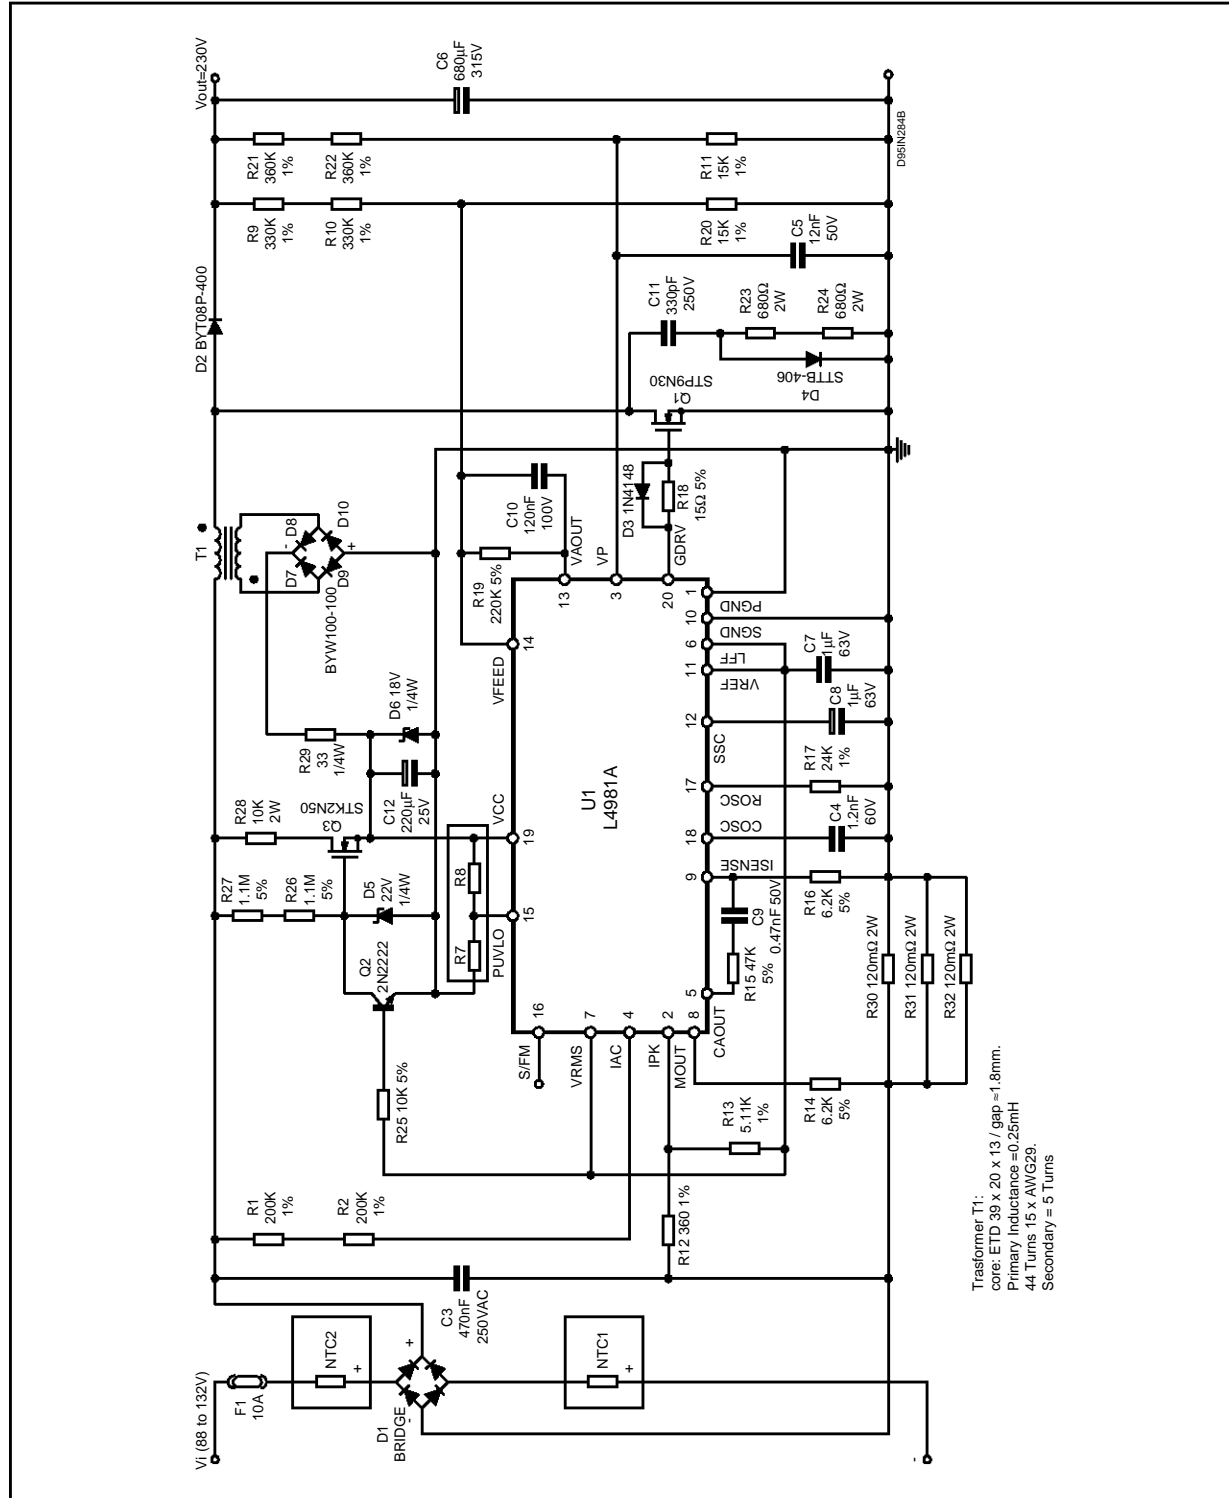 Vi (88 to 132V)
F1
10A
NTC2
+
D1
BRIDGE
+
-
NTC1
+
-
C3
470nF
250VAC
R1
200K
1%
R2
200K
1%
R12 360 1%
R25 10K 5%
R13
5.11K
1%
R14
6.2K
5%
Q2
2N2222
R27
1.1M
5%
R26
1.1M
5%
D5
22V
1/4W
R28
10K
2W
Q3
STK2N50
R7
R8
R29
33
1/4W
C12
220µF
25V
D6 18V
1/4W
T1
D7
D8
D9
D10
-
+
BYW100-100
S/FM
16
VRMS
7
IAC
4
IPK
2
MOUT
8
CAOUT
5
PUVLO
15
VCC
19
VFEED
14
U1
L4981A
VAOUT
13
VP
3
GDRV
20
PGND
1
SGND
10
LFF
6
VREF
11
SSC
12
ROSC
17
COSC
18
ISENSE
9
R19
220K 5%
C10
120nF
100V
D3 1N4148
R18
15Ω 5%
Q1
STP9N30
D4
STTB-406
C11
330pF
250V
R23
680Ω
2W
R24
680Ω
2W
D2 BYT08P-400
R9
330K
1%
R10
330K
1%
R20
15K
1%
C5
12nF
50V
R21
360K
1%
R22
360K
1%
R11
15K
1%
C6
680µF
315V
Vout=230V
D95IN284B
R15 47K
5%
C9
0.47nF 50V
R16
6.2K
5%
C4
1.2nF
60V
R17
24K
1%
C8
1µF
63V
C7
1µF
63V
R30 120mΩ 2W
R31 120mΩ 2W
R32 120mΩ 2W
Trasformer T1:
core: ETD 39 x 20 x 13 / gap ≈1.8mm.
Primary Inductance =0.25mH
44 Turns 15 x AWG29.
Secondary = 5 Turns